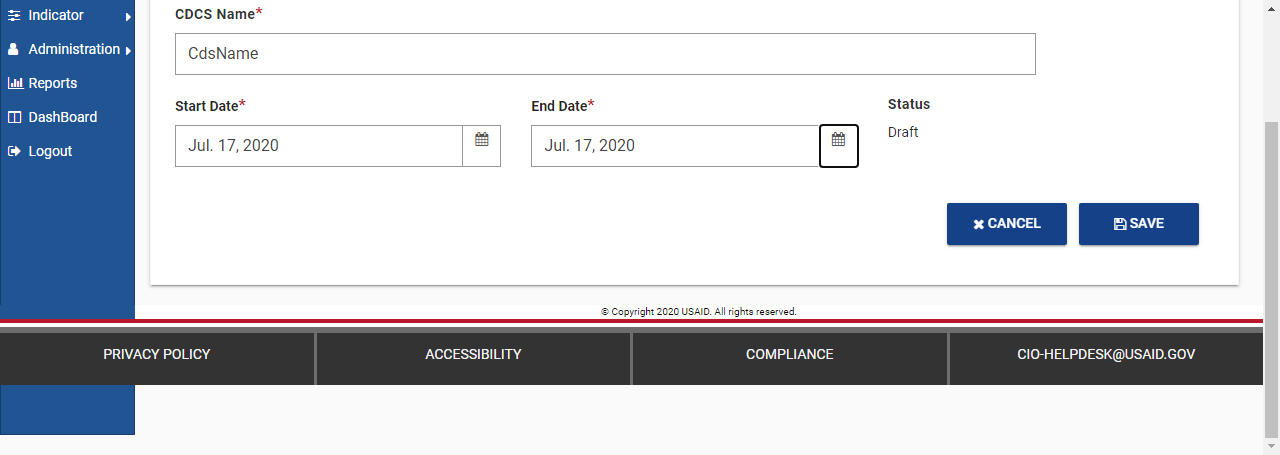 Indicator
Administration
Reports
DashBoard
Logout
CDCS Name*
CdsName
Start Date*
End Date*
Status
Jul. 17, 2020
Jul. 17, 2020
Draft
CANCEL
SAVE
© Copyright 2020 USAID. All rights reserved.
PRIVACY POLICY
ACCESSIBILITY
COMPLIANCE
CIO-HELPDESK@USAID.GOV